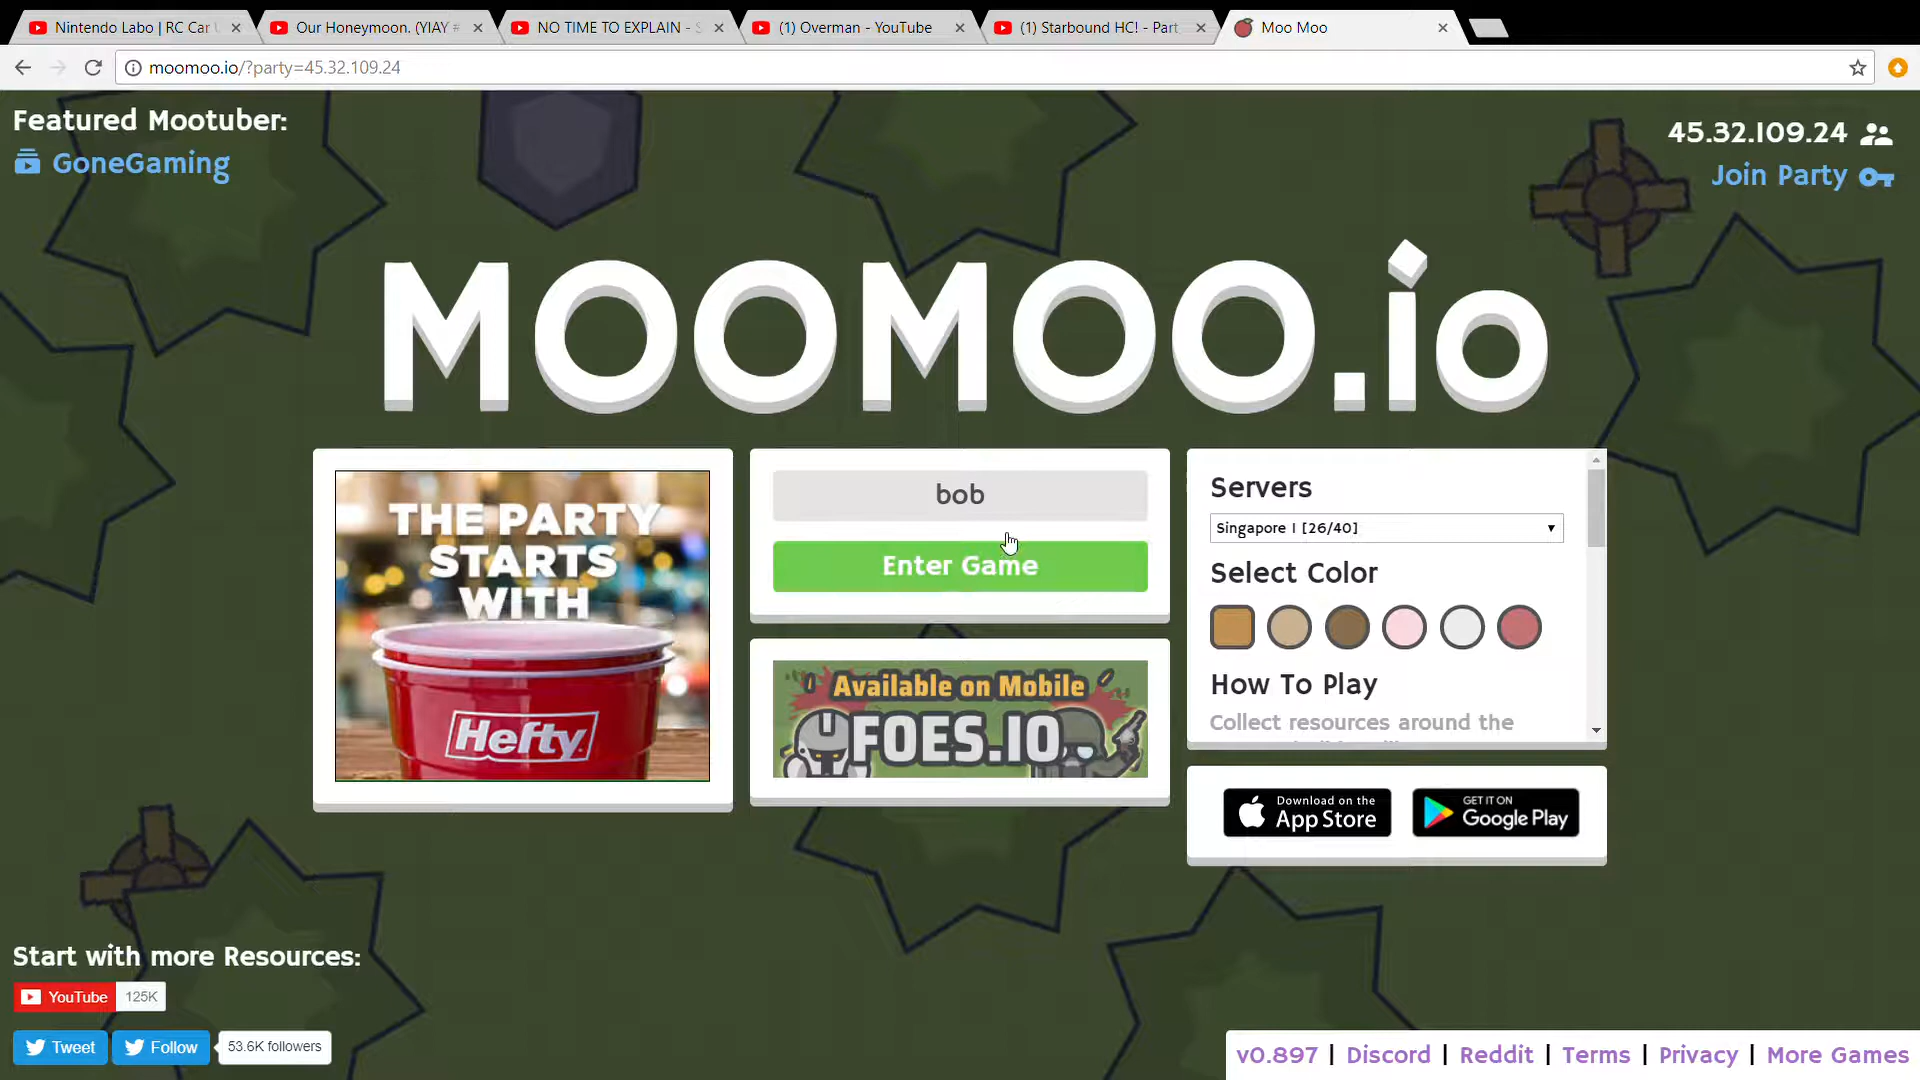 Nintendo Labo | RC Car
Our Honeymoon. (YIAY #
NO TIME TO EXPLAIN -
(1) Overman - YouTube
(1) Starbound HC! - Part
Moo Moo
moomoo.io/?party=45.32.109.24
Featured Mootuber:
GoneGaming
45.32.109.24
Join Party
MOOMOO.io
THE PARTY
STARTS
WITH
Hefty
bob
Enter Game
Available on Mobile
FOES.IO
Servers
Singapore 1 [26/40]
Select Color
How To Play
Collect resources around the
Download on the
App Store
GET IT ON
Google Play
Start with more Resources:
YouTube 125K
Tweet Follow 53.6K followers
v0.897 | Discord | Reddit | Terms | Privacy | More Games